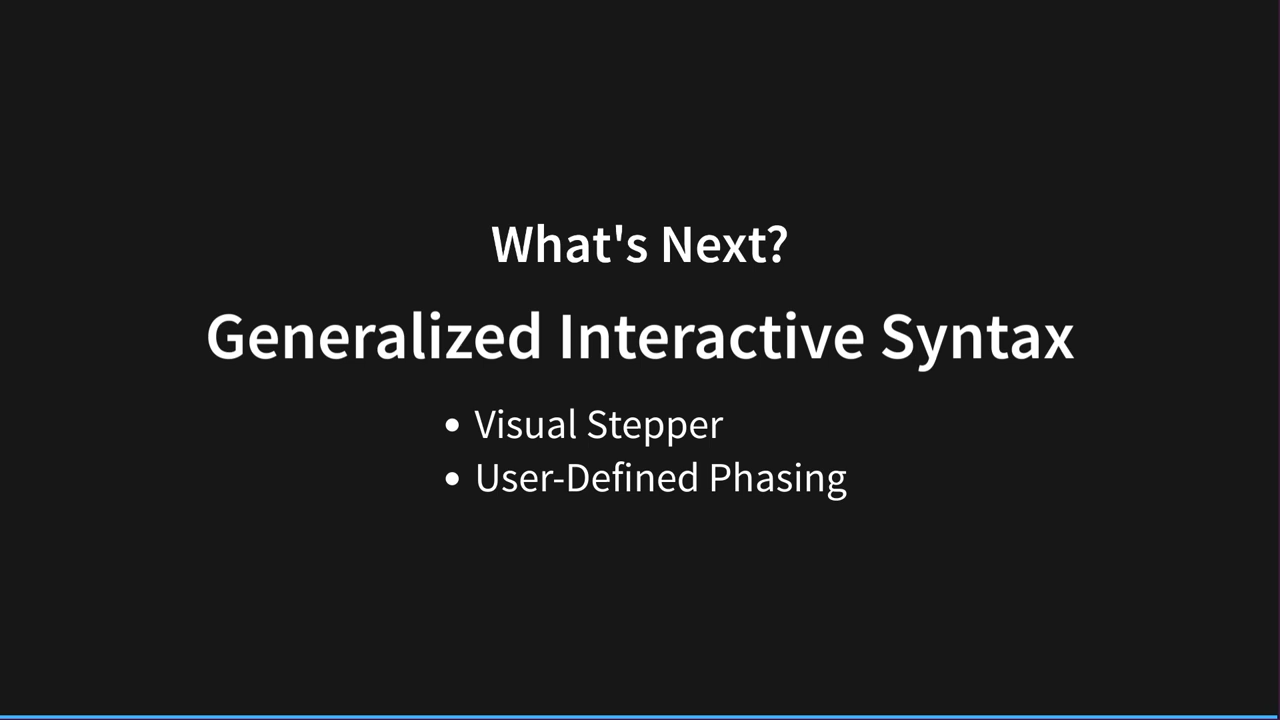 What's Next?
Generalized Interactive Syntax
• Visual Stepper
• User-Defined Phasing